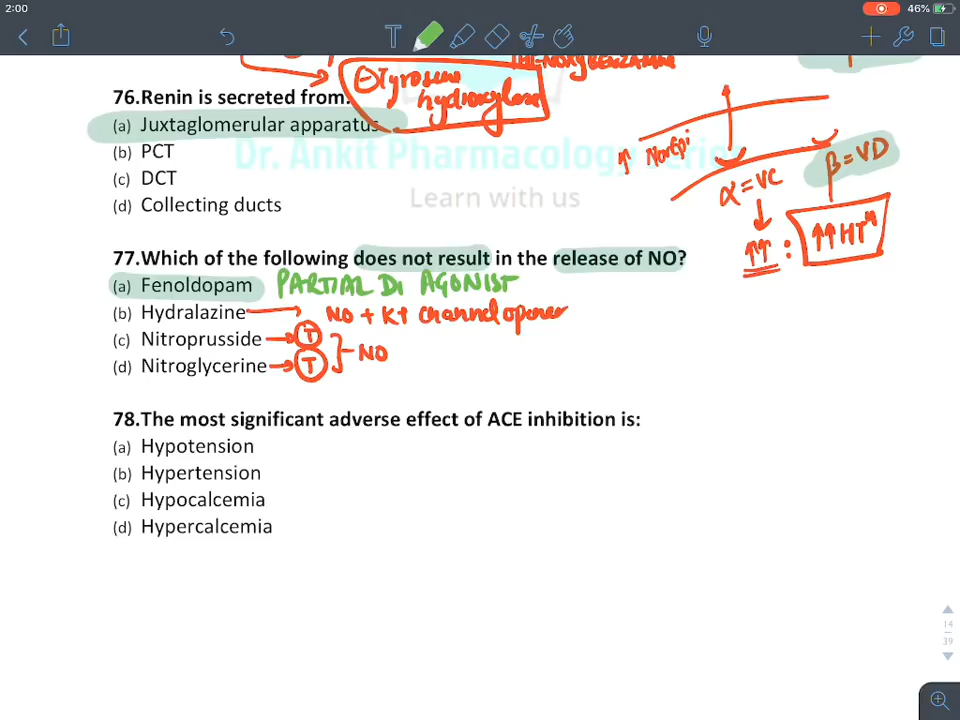 2:00
46%
⊖Tyrosine
hydroxylase
76.Renin is secreted from:
(a) Juxtaglomerular apparatus
(b) PCT
(c) DCT
(d) Collecting ducts
Dr. Ankit Pharmacology
Learn with us
↑ NorEpi
α = VC
β = VD
↑↑ :
↑↑ HT
77.Which of the following does not result in the release of NO?
(a) Fenoldopam PARTIAL D1 AGONIST
(b) Hydralazine → NO + K+ channel opener
(c) Nitroprusside → T
(d) Nitroglycerine → T
} NO
78.The most significant adverse effect of ACE inhibition is:
(a) Hypotension
(b) Hypertension
(c) Hypocalcemia
(d) Hypercalcemia
14
39